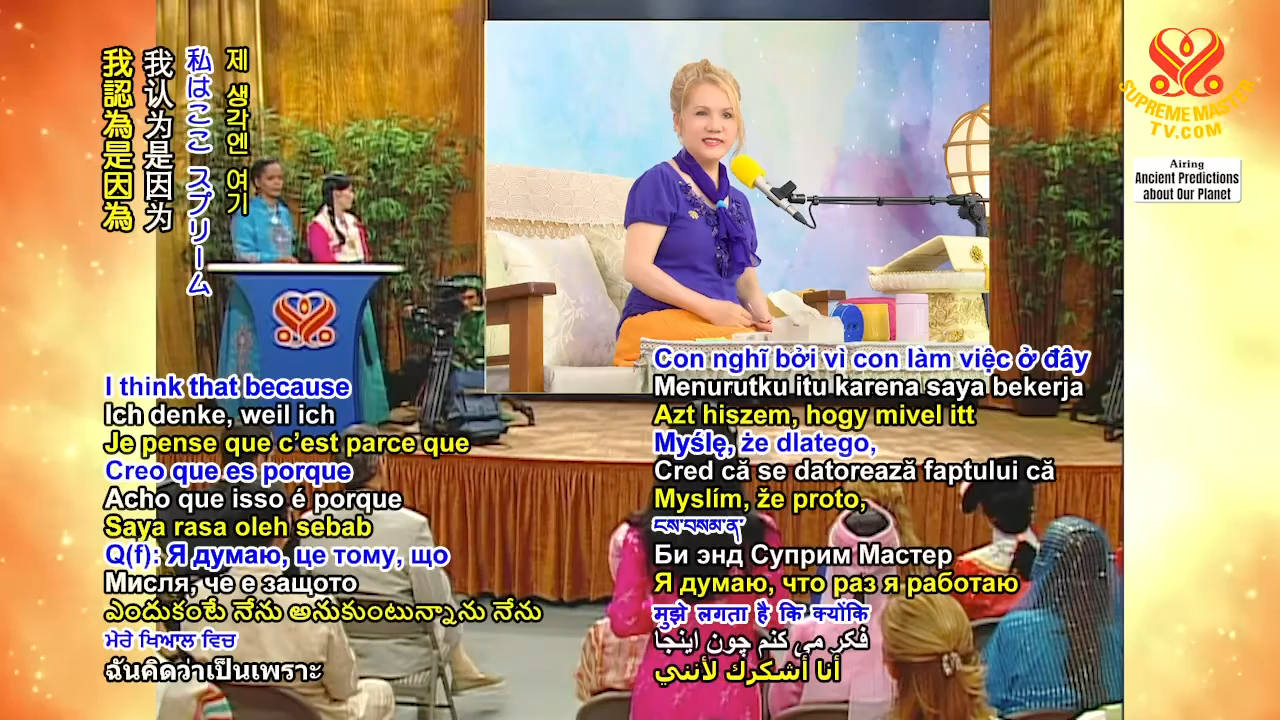 我認為是因為
我认为是因为
私はここ スプリーム
제 생각엔 여기
SUPREME MASTER
TV.COM
Airing
Ancient Predictions
about Our Planet
I think that because
Ich denke, weil ich
Je pense que c'est parce que
Creo que es porque
Acho que isso é porque
Saya rasa oleh sebab
Q(f): Я думаю, це тому, що
Мисля, че е защото
ఎందుకంటే నేను అనుకుంటున్నాను నేను
ਮੇਰੇ ਖਿਆਲ ਵਿਚ
ฉันคิดว่าเป็นเพราะ
Con nghĩ bởi vì con làm việc ở đây
Menurutku itu karena saya bekerja
Azt hiszem, hogy mivel itt
Myślę, że dlatego,
Cred că se datorează faptului că
Myslím, že proto,
ངས་བསམ་ན་
Би энд Суприм Мастер
Я думаю, что раз я работаю
मुझे लगता है कि क्योंकि
فکر می کنم چون اینجا
أنا أشكرك لأنني